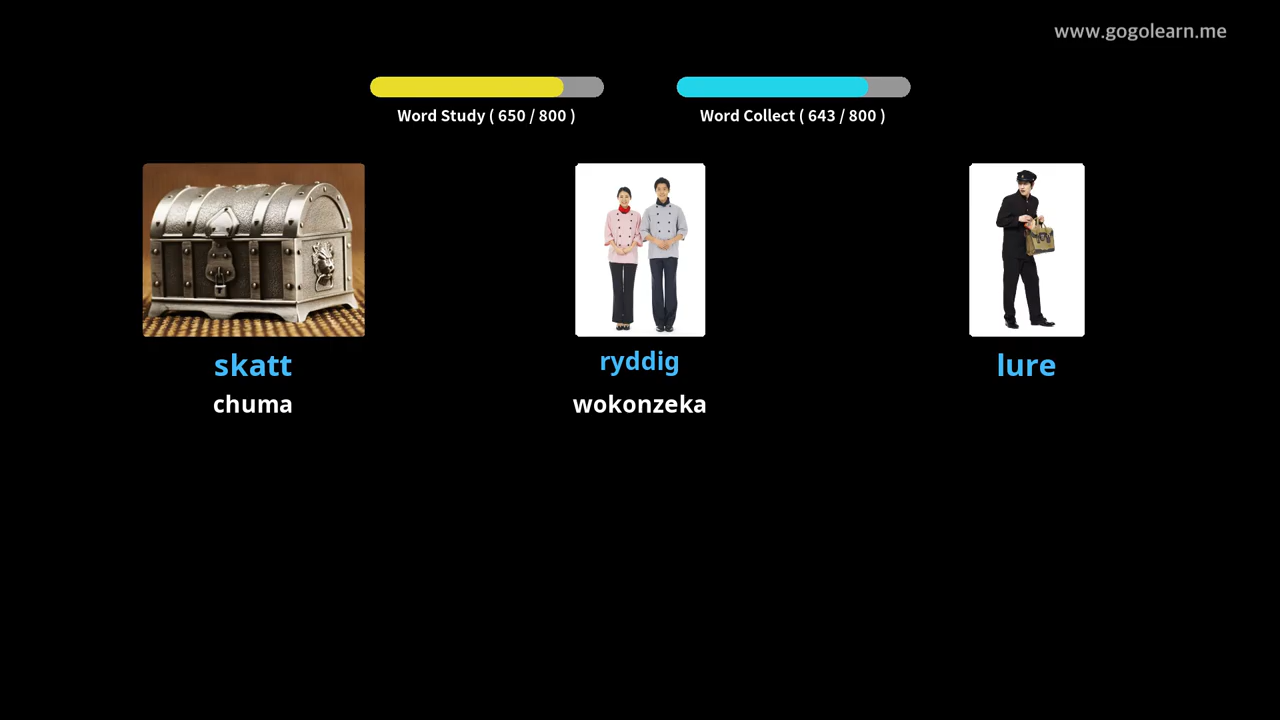 www.gogolearn.me
Word Study ( 650 / 800 )
Word Collect ( 643 / 800 )
skatt
ryddig
lure
chuma
wokonzeka